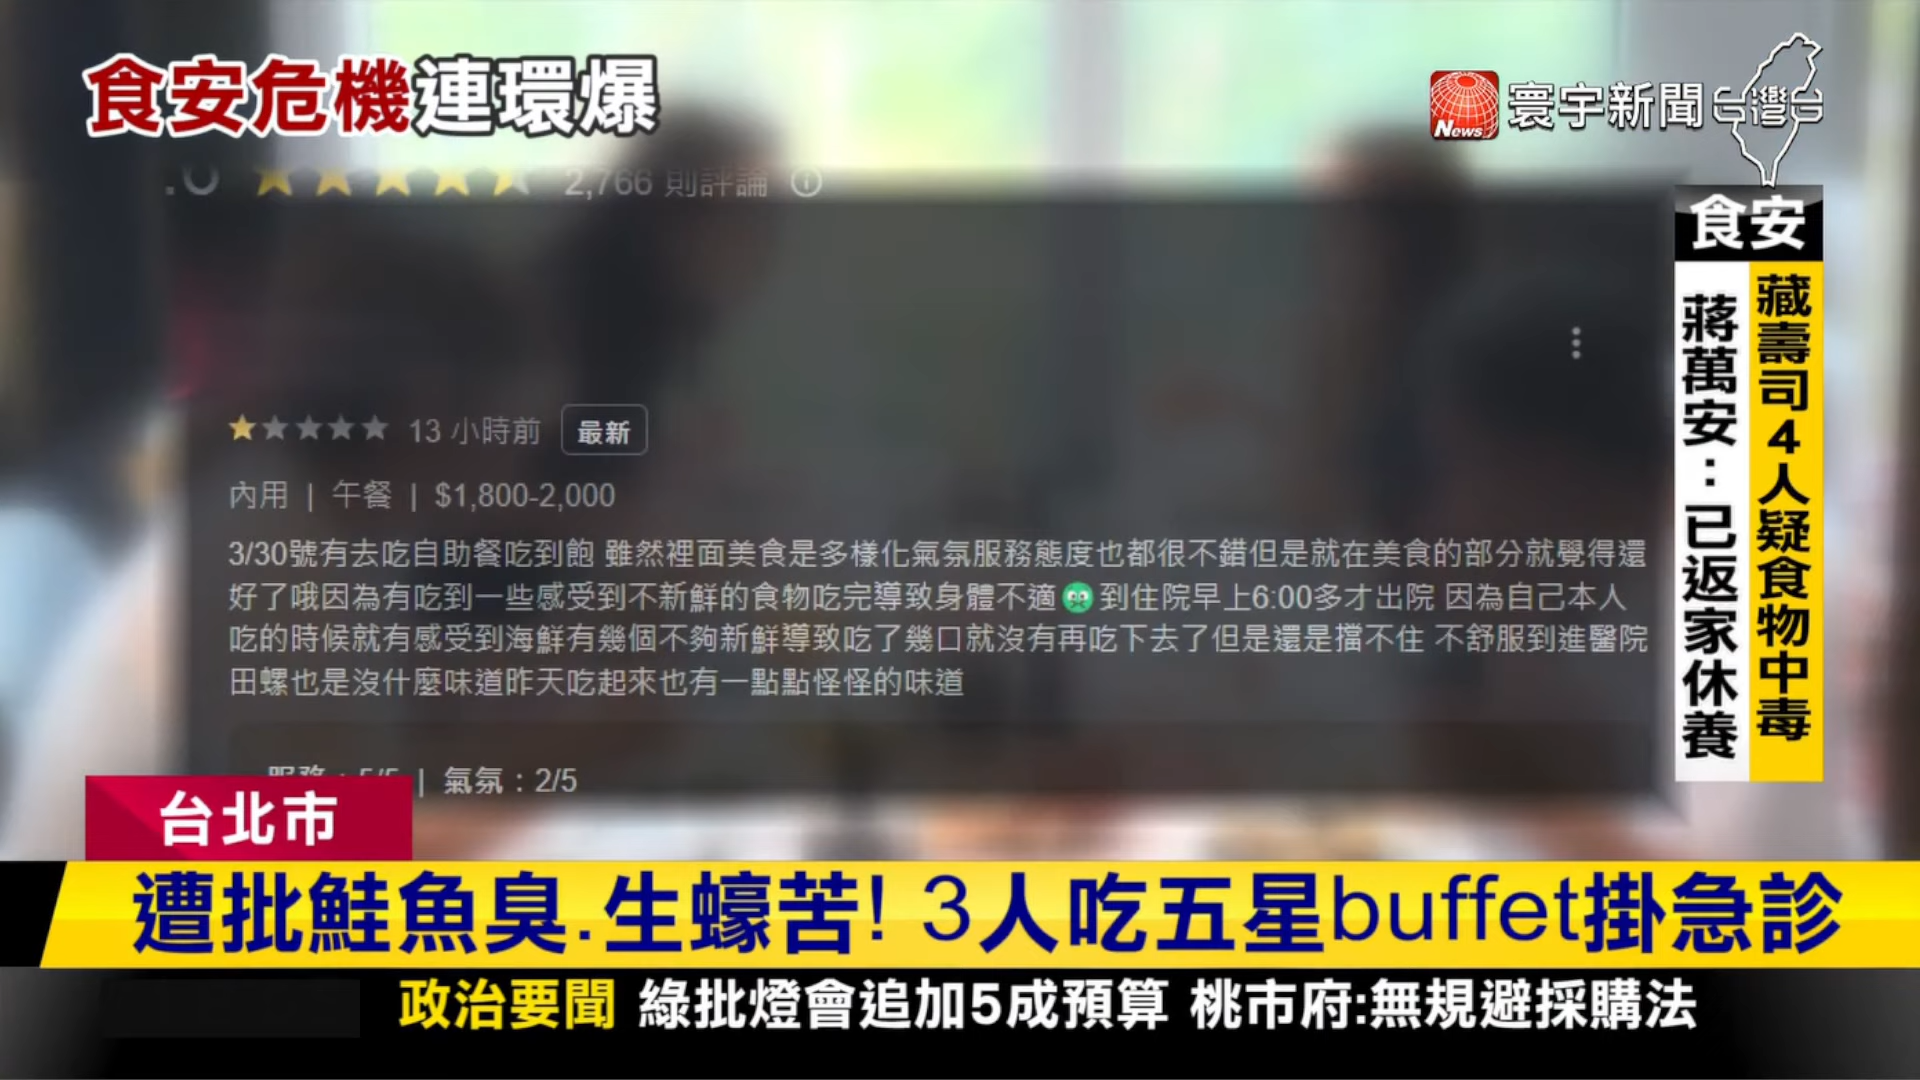 食安危機連環爆
News
寰宇新聞
台灣台
2,766 則評論
食安
藏壽司4人疑食物中毒
蔣萬安：已返家休養
13 小時前 最新
內用 | 午餐 | $1,800-2,000
3/30號有去吃自助餐吃到飽 雖然裡面美食是多樣化氣氛服務態度也都很不錯但是就在美食的部分就覺得還
好了哦因為有吃到一些感受到不新鮮的食物吃完導致身體不適🤢到住院早上6:00多才出院 因為自己本人
吃的時候就有感受到海鮮有幾個不夠新鮮導致吃了幾口就沒有再吃下去了但是還是擋不住 不舒服到進醫院
田螺也是沒什麼味道昨天吃起來也有一點點怪怪的味道
服務：5/5 | 氣氛：2/5
台北市
遭批鮭魚臭.生蠔苦! 3人吃五星buffet掛急診
政治要聞 綠批燈會追加5成預算 桃市府:無規避採購法